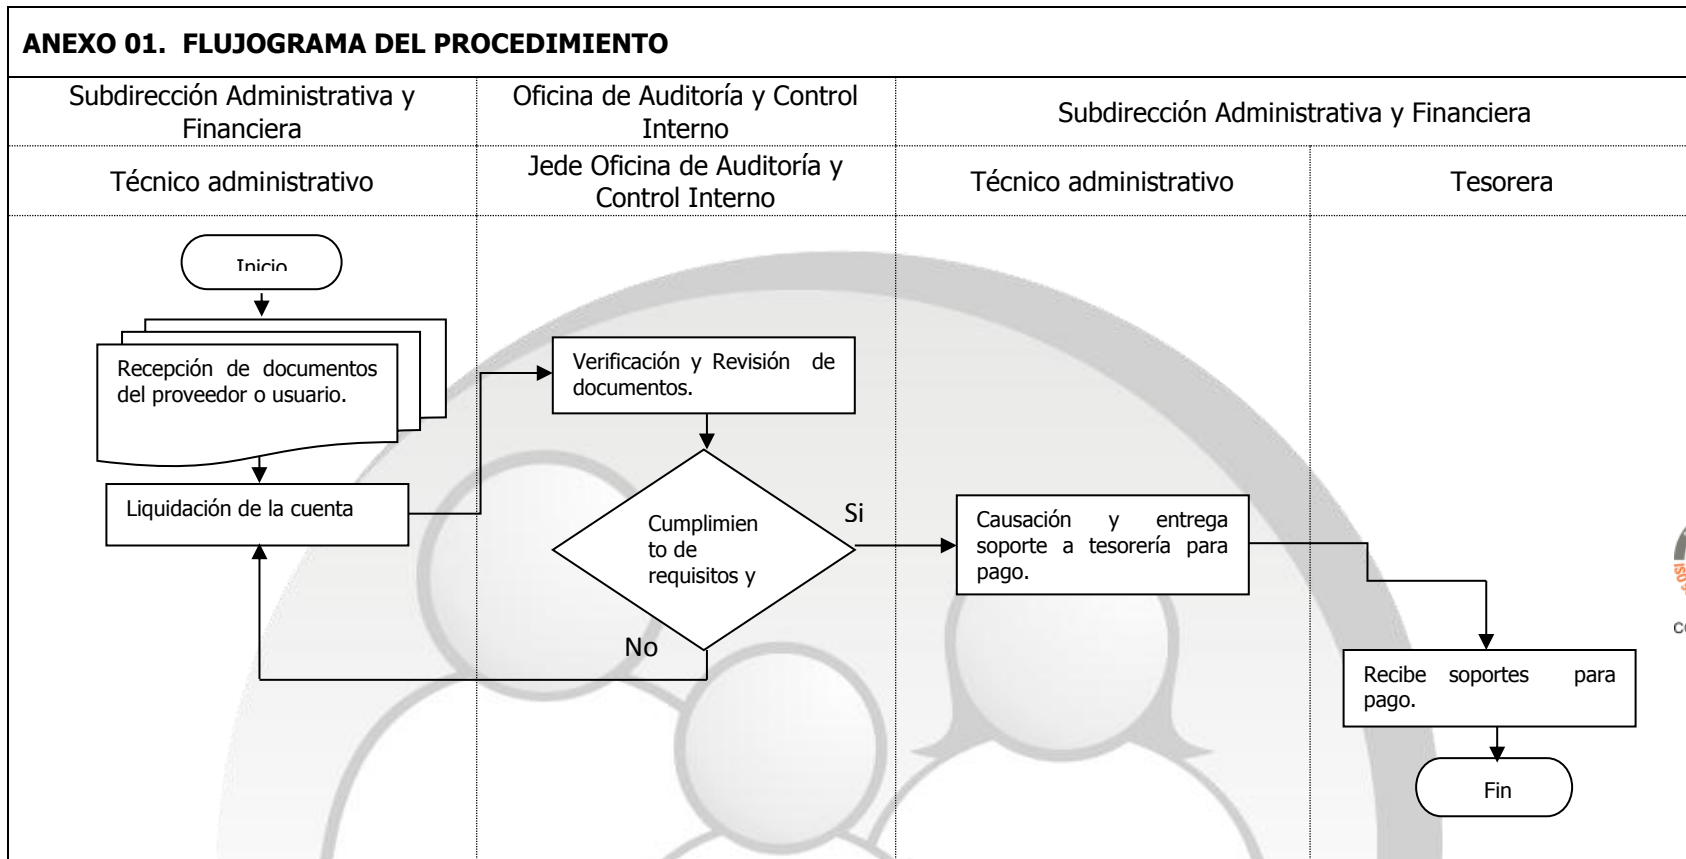 ANEXO 01. FLUJOGRAMA DEL PROCEDIMIENTO
Subdirección Administrativa y
Financiera
Oficina de Auditoría y Control
Interno
Subdirección Administrativa y Financiera
Técnico administrativo
Jede Oficina de Auditoría y
Control Interno
Técnico administrativo
Tesorera
Inicio
Recepción de documentos
del proveedor o usuario.
Liquidación de la cuenta
Verificación y Revisión de
documentos.
Cumplimien
to de
requisitos y
Si
No
Causación y entrega
soporte a tesorería para
pago.
Recibe soportes para
pago.
Fin